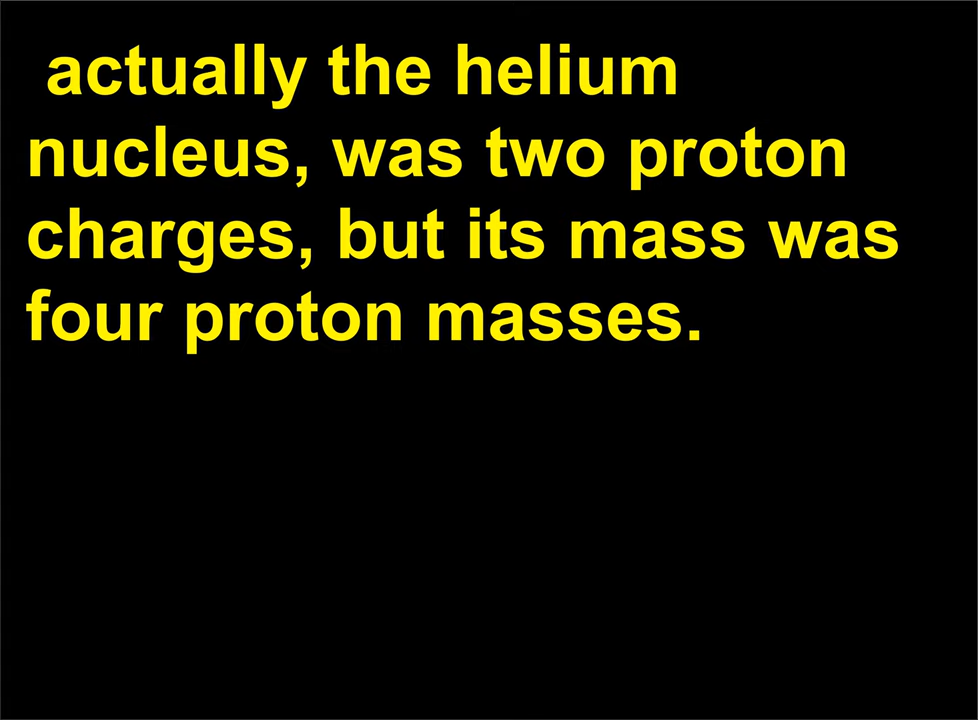 actually the helium
nucleus, was two proton
charges, but its mass was
four proton masses.